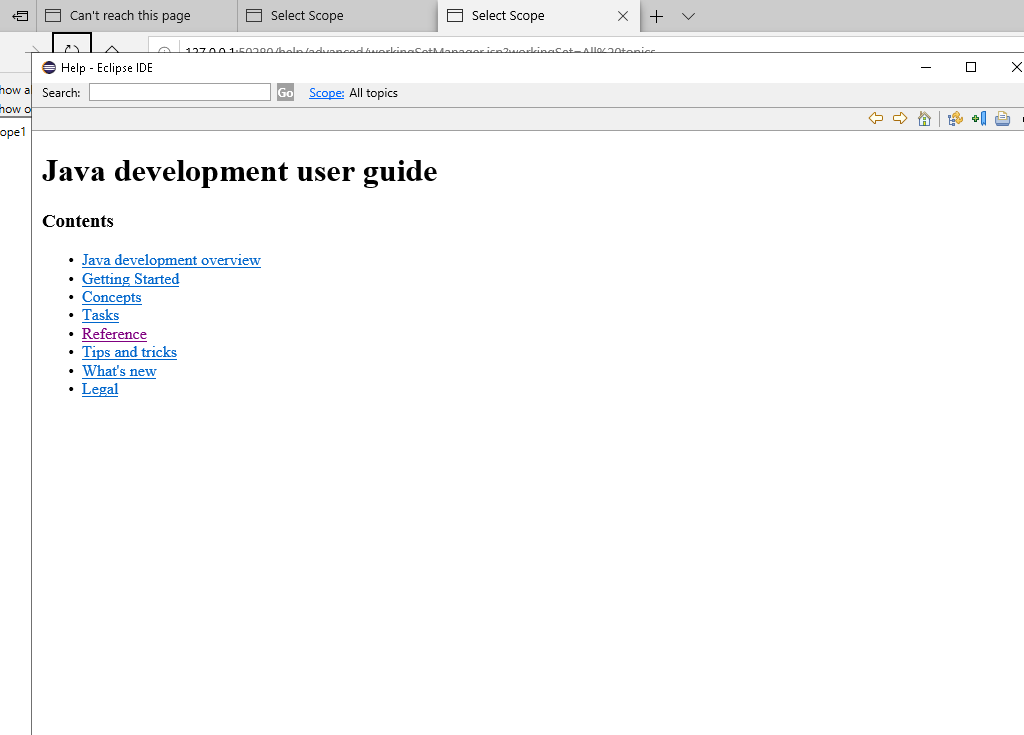 Can't reach this page
Select Scope
Select Scope
127.0.0.1:50280/help/advanced/workingSetManager.jsp?workingSet=All%20topics
how a
how o
ope1
Help - Eclipse IDE
Search:
Go
Scope: All topics
Java development user guide
Contents
• Java development overview
• Getting Started
• Concepts
• Tasks
• Reference
• Tips and tricks
• What's new
• Legal